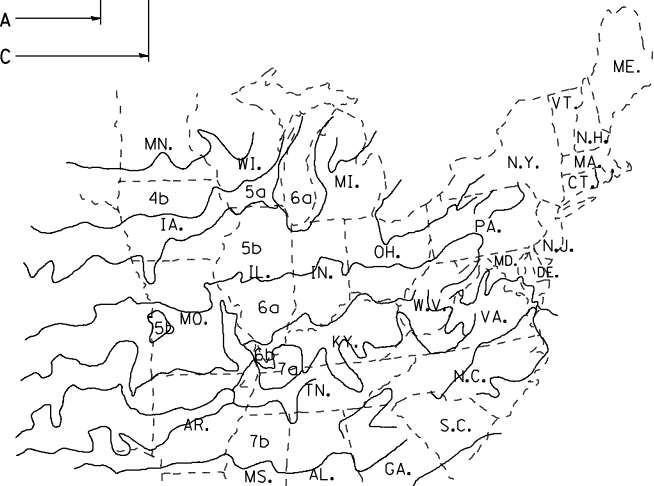 A
C
ME.
VT.
MN.
N.H.
WI.
N.Y.
MA.
MI.
CT.
4b
5a
6a
IA.
PA.
5b
OH.
N.J.
IL.
IN.
MD.
DE.
6a
W.V.
MO.
VA.
5b
KY.
6b
7a
N.C.
TN.
AR.
S.C.
7b
MS.
AL.
GA.